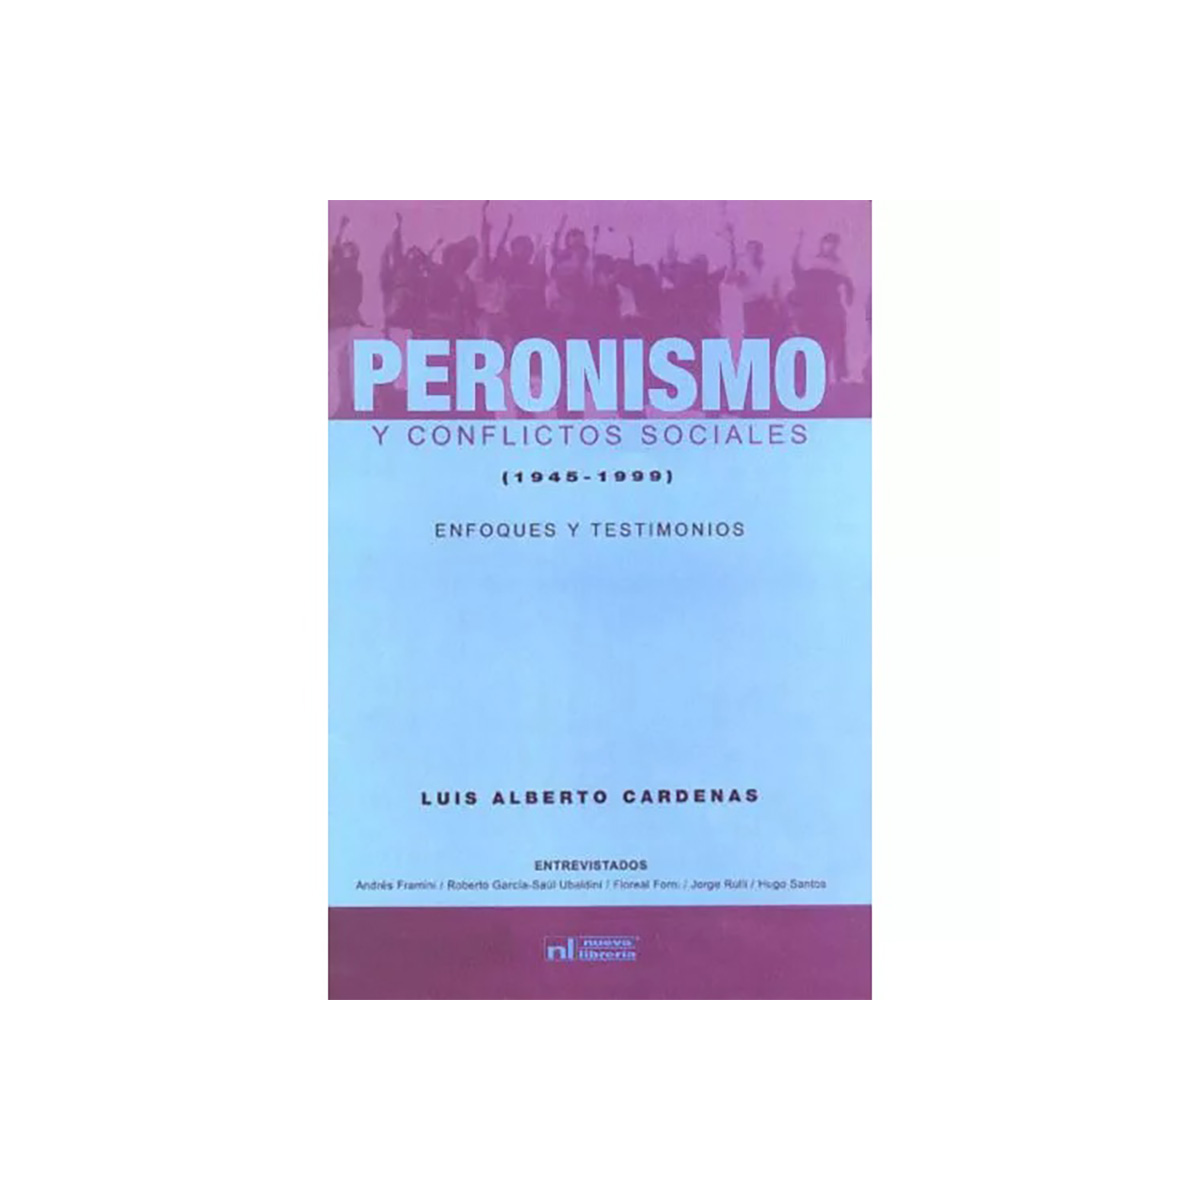 PERONISMO
Y CONFLICTOS SOCIALES
(1945-1999)
ENFOQUES Y TESTIMONIOS
LUIS ALBERTO CARDENAS
ENTREVISTADOS
Andrés Framini / Roberto García-Saúl Ubaldini / Floreal Forni / Jorge Rulli / Hugo Santos
nl nueva
librería